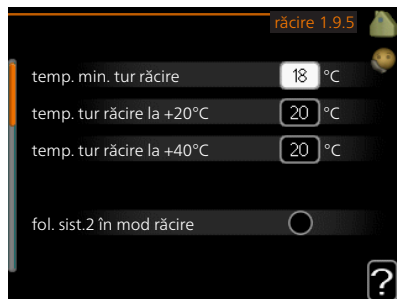 răcire 1.9.5
temp. min. tur răcire 18 °C
temp. tur răcire la +20°C 20 °C
temp. tur răcire la +40°C 20 °C
fol. sist.2 în mod răcire
?